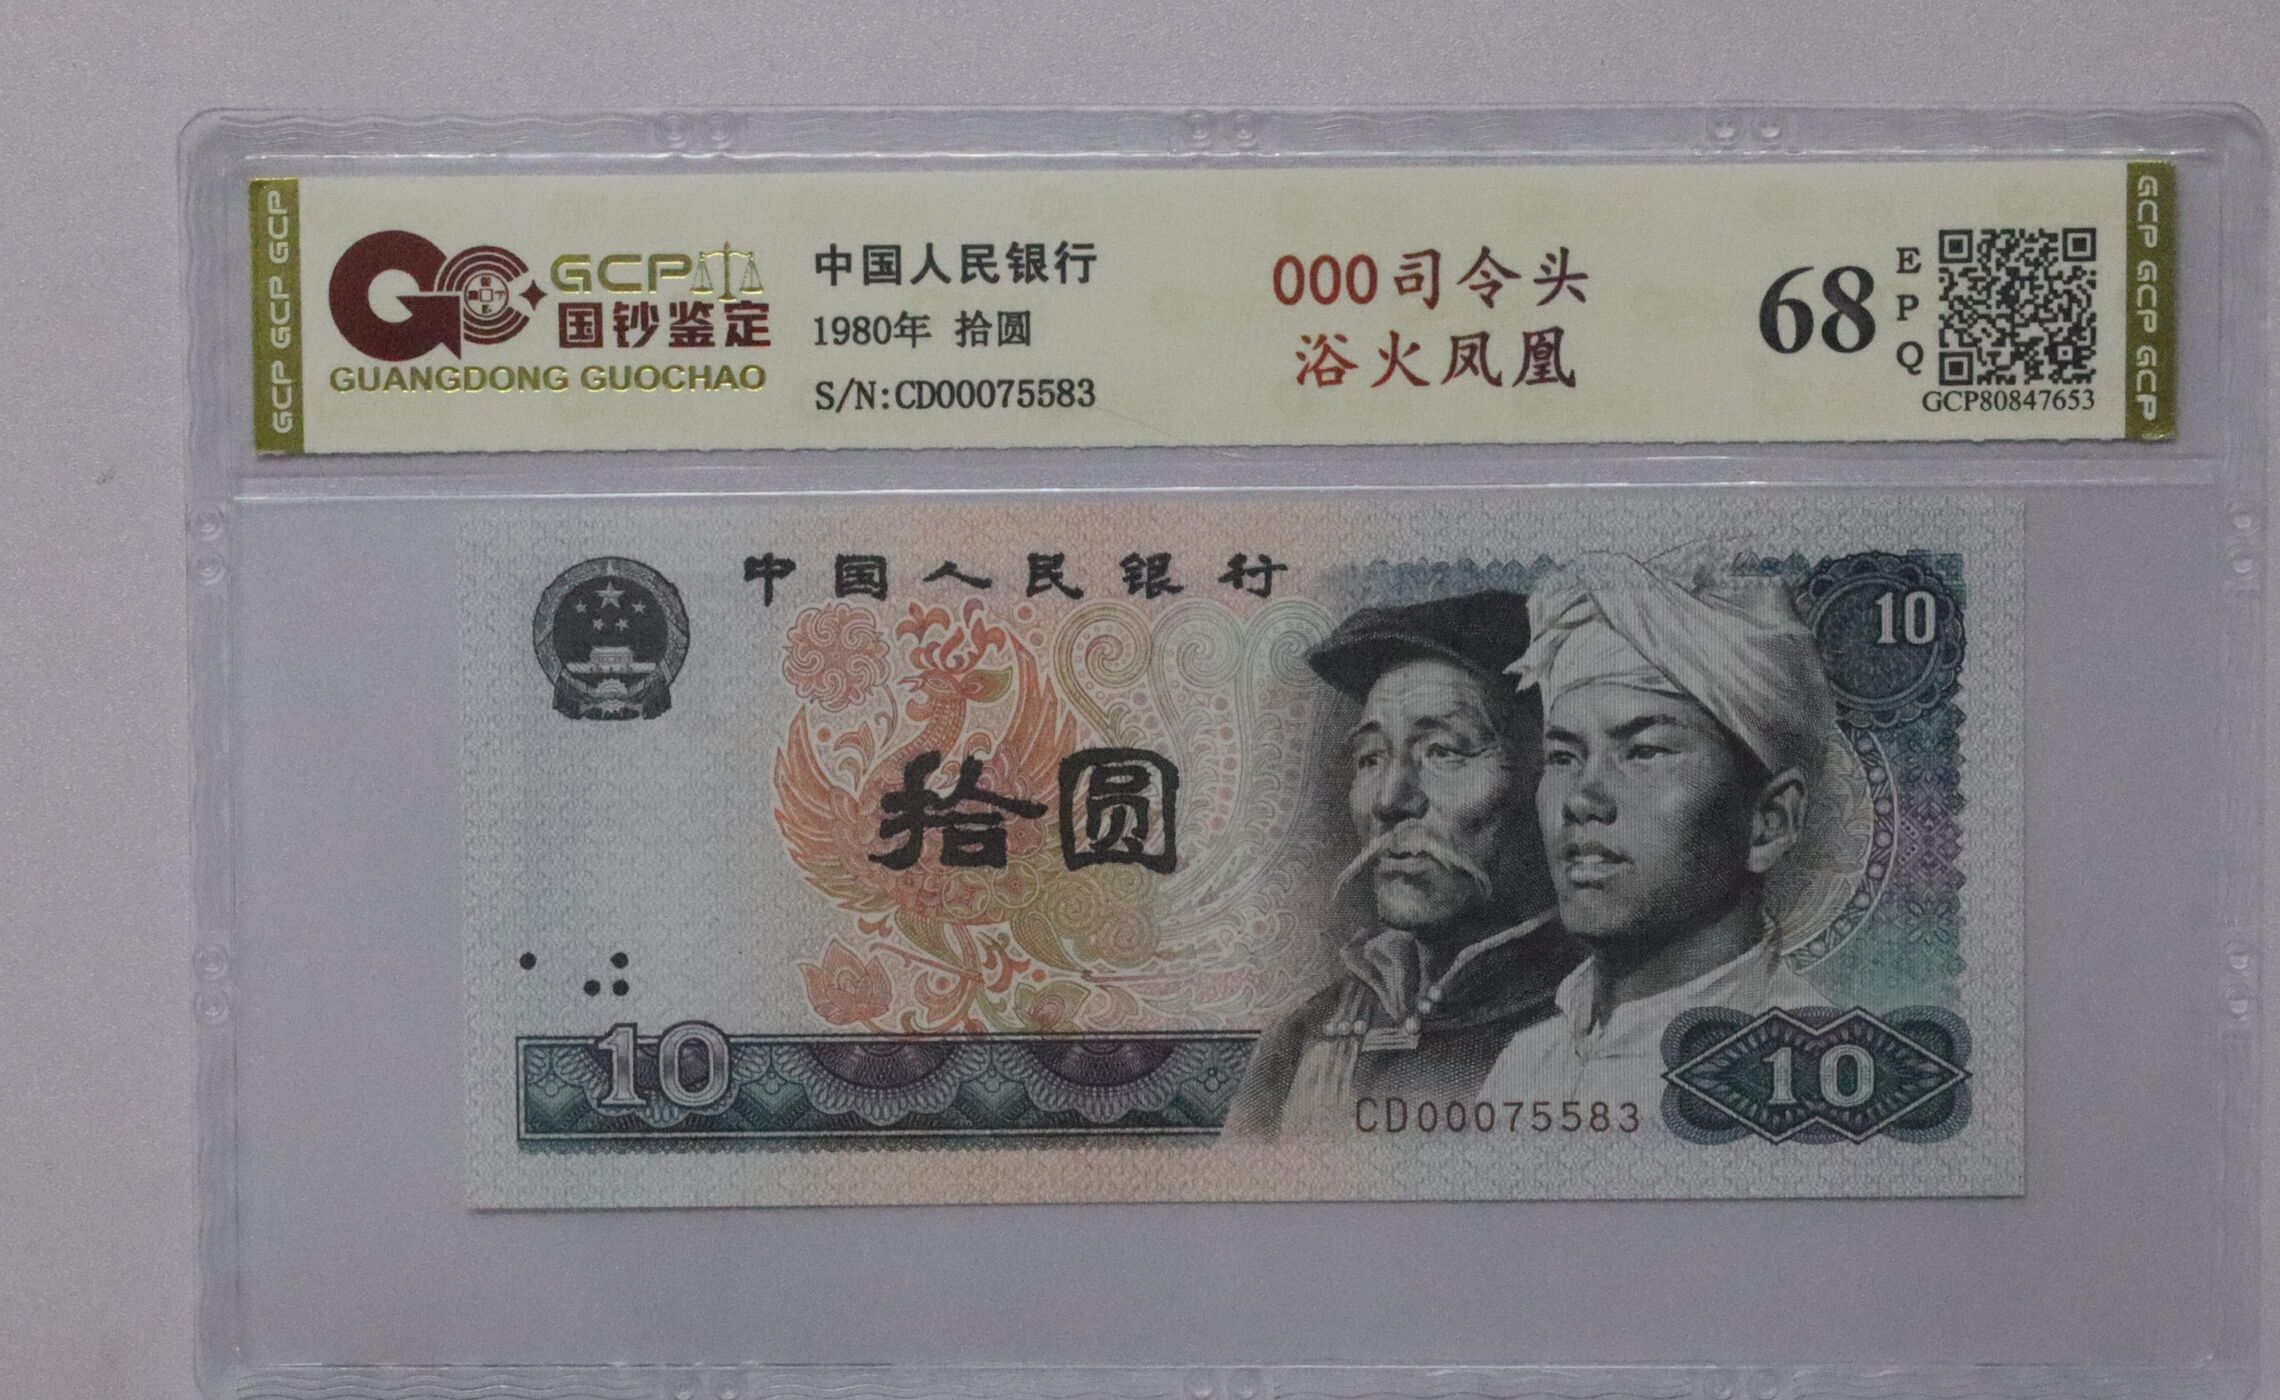 GCP GCP GCP
GCP
国钞鉴定
GUANGDONG GUOCHAO
中国人民银行
1980年 拾圆
S/N:CD00075583
000司令头
浴火凤凰
68
EPQ
GCP80847653
GCP GCP GCP
中国人民银行
10
拾圆
10
CD00075583
10